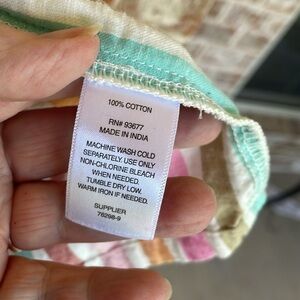 100% COTTON
RN# 93677
MADE IN INDIA
MACHINE WASH COLD
SEPARATELY. USE ONLY
NON-CHLORINE BLEACH
WHEN NEEDED.
TUMBLE DRY LOW.
WARM IRON IF NEEDED.
SUPPLIER
76298-9